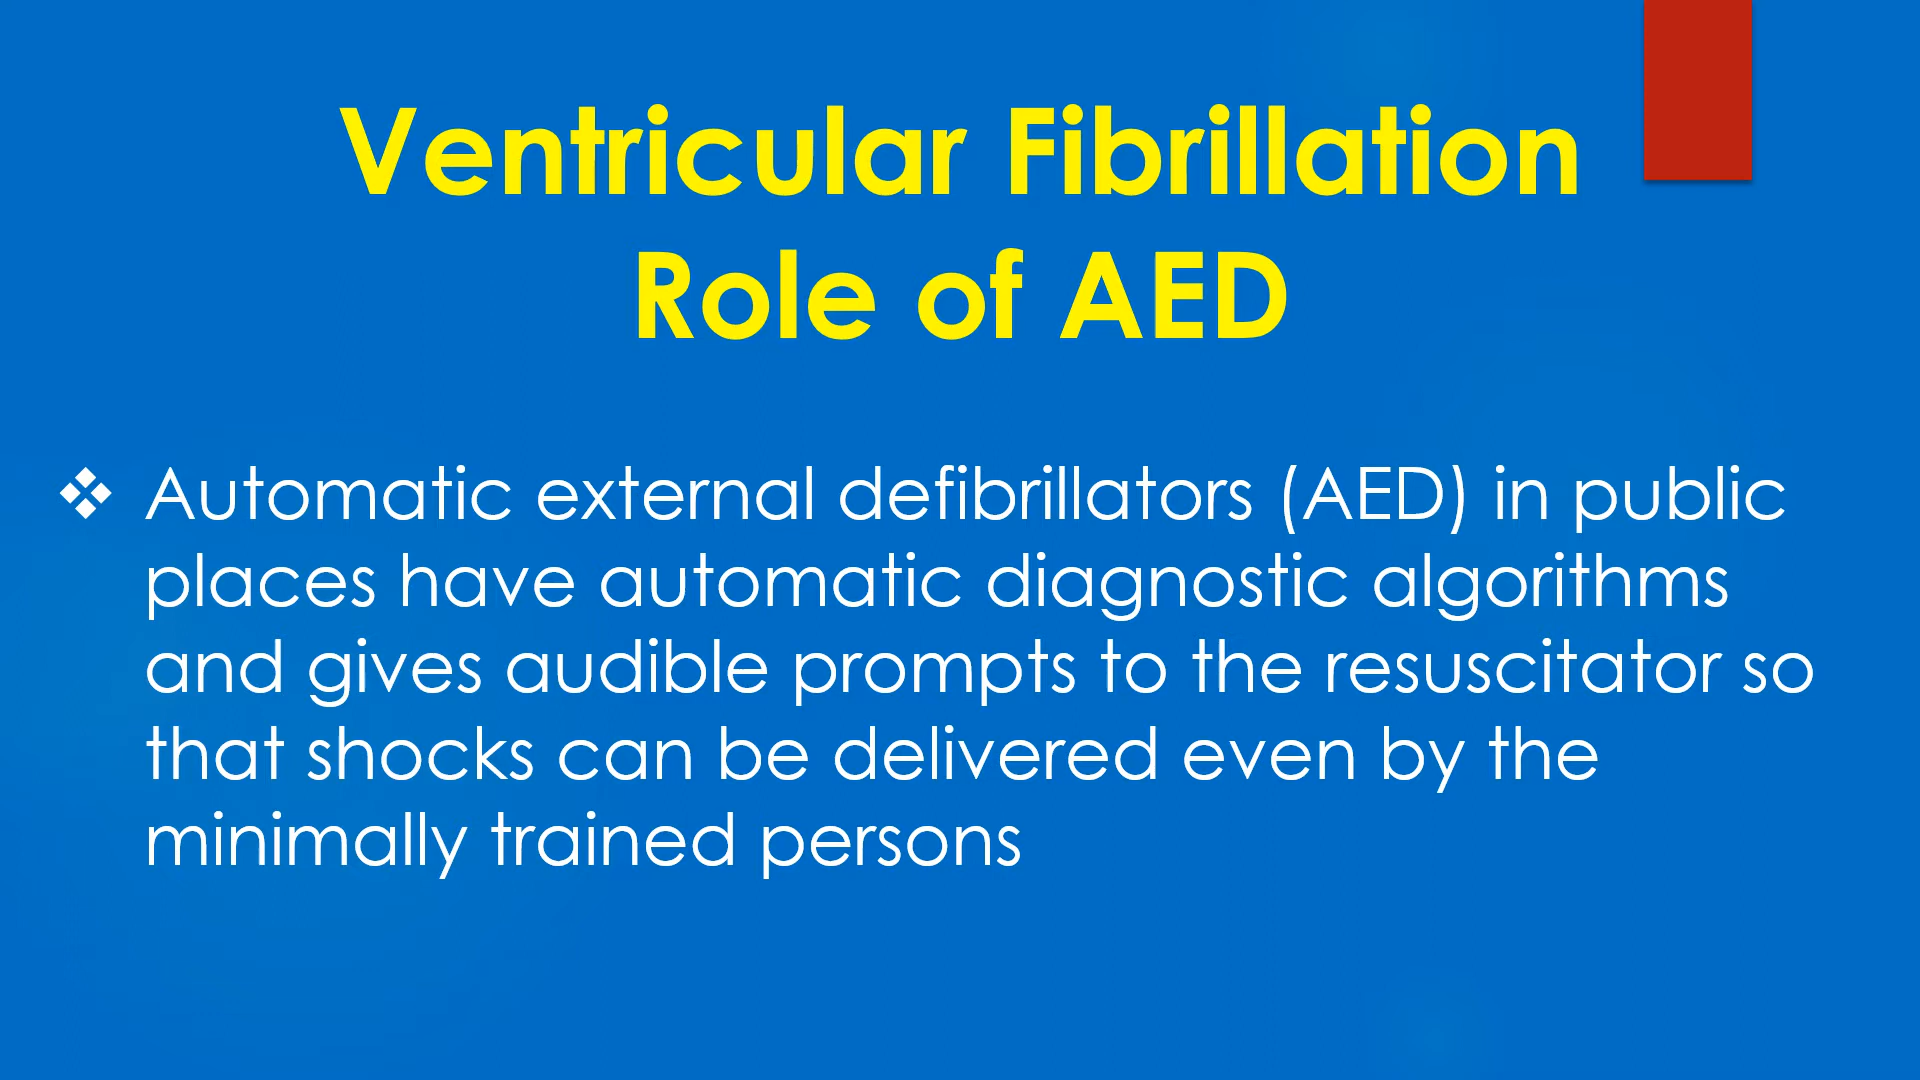 Ventricular Fibrillation
Role of AED
❖ Automatic external defibrillators (AED) in public
places have automatic diagnostic algorithms
and gives audible prompts to the resuscitator so
that shocks can be delivered even by the
minimally trained persons